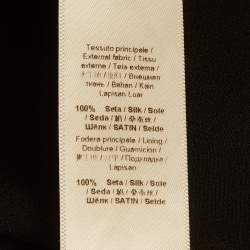 Tessuto principale /
External fabric / Tissu
externe / Tela externa /
/ Внешняя
ткань / Bahan / Kain
Lapisan Luar
100% Seta / Silk / Soie
/ Seda / 絹 / 桑蚕丝
/ Шёлк / SATIN / Seide
Fodera principale / Lining /
Doublure / Guarnicion /
/ Подкладка /
Lapisan
100% Seta / Silk / Soie
/ Seda / 絹 / 桑蚕丝
/ Шёлк / SATIN / Seide